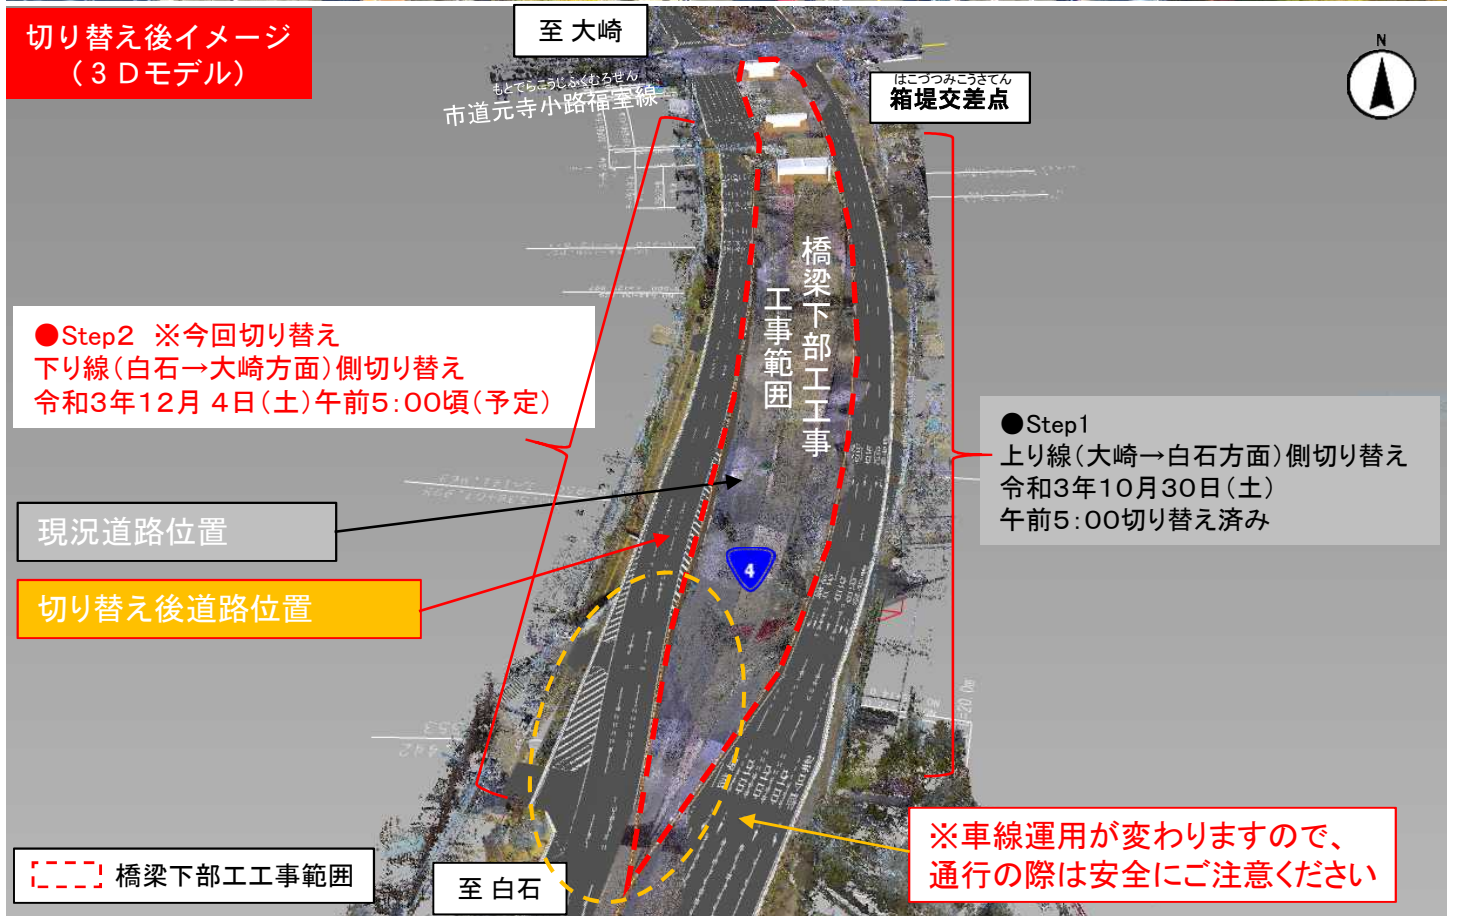 切り替え後イメージ
(3Dモデル)
至 大崎
N
もとでらこうじふくむろせん
市道元寺小路福室線
はこづつみこうさてん
箱堤交差点
橋梁下部工工事
工事範囲
●Step2 ※今回切り替え
下り線(白石→大崎方面)側切り替え
令和3年12月 4日(土)午前5:00頃(予定)
●Step1
上り線(大崎→白石方面)側切り替え
令和3年10月30日(土)
午前5:00切り替え済み
現況道路位置
4
切り替え後道路位置
※車線運用が変わりますので、
通行の際は安全にご注意ください
橋梁下部工工事範囲
至 白石